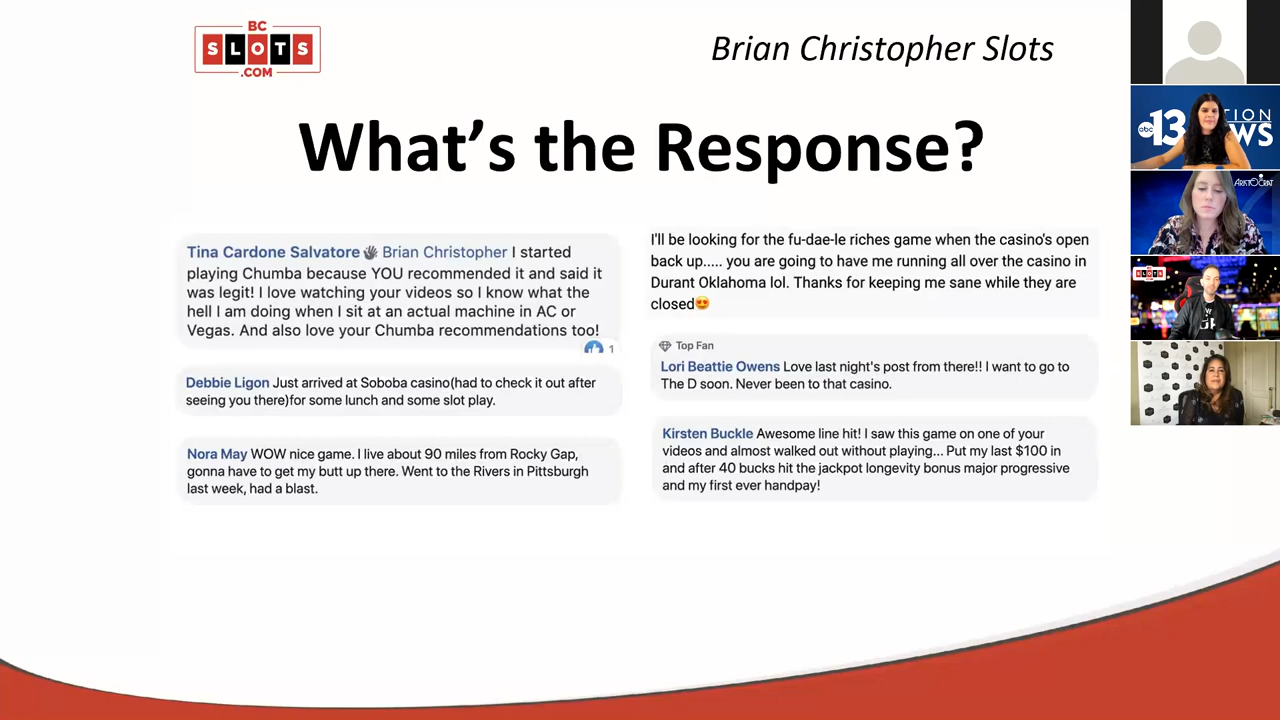 BC
SLOTS
.COM
Brian Christopher Slots
What's the Response?
Tina Cardone Salvatore Brian Christopher I started
playing Chumba because YOU recommended it and said it
was legit! I love watching your videos so I know what the
hell I am doing when I sit at an actual machine in AC or
Vegas. And also love your Chumba recommendations too!
1
Debbie Ligon Just arrived at Soboba casino(had to check it out after
seeing you there)for some lunch and some slot play.
Nora May WOW nice game. I live about 90 miles from Rocky Gap,
gonna have to get my butt up there. Went to the Rivers in Pittsburgh
last week, had a blast.
I'll be looking for the fu-dae-le riches game when the casino's open
back up..... you are going to have me running all over the casino in
Durant Oklahoma lol. Thanks for keeping me sane while they are
closed😍
Top Fan
Lori Beattie Owens Love last night's post from there!! I want to go to
The D soon. Never been to that casino.
Kirsten Buckle Awesome line hit! I saw this game on one of your
videos and almost walked out without playing... Put my last $100 in
and after 40 bucks hit the jackpot longevity bonus major progressive
and my first ever handpay!
abc 13
ARISTOCRAT
SLOTS